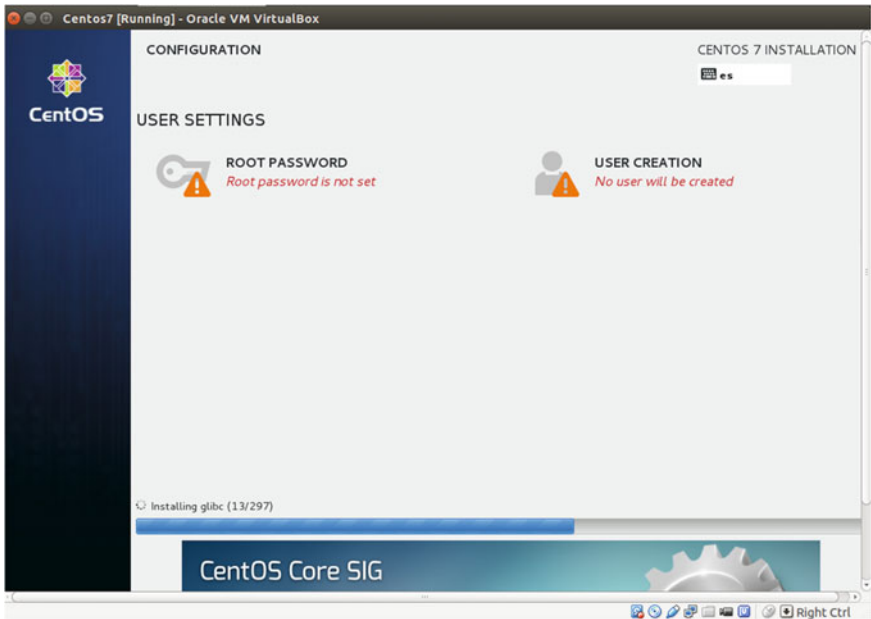 Centos7 [Running] - Oracle VM VirtualBox
CONFIGURATION
CENTOS 7 INSTALLATION
es
CentOS
USER SETTINGS
ROOT PASSWORD
Root password is not set
USER CREATION
No user will be created
Installing glibc (13/297)
CentOS Core SIG
Right Ctrl